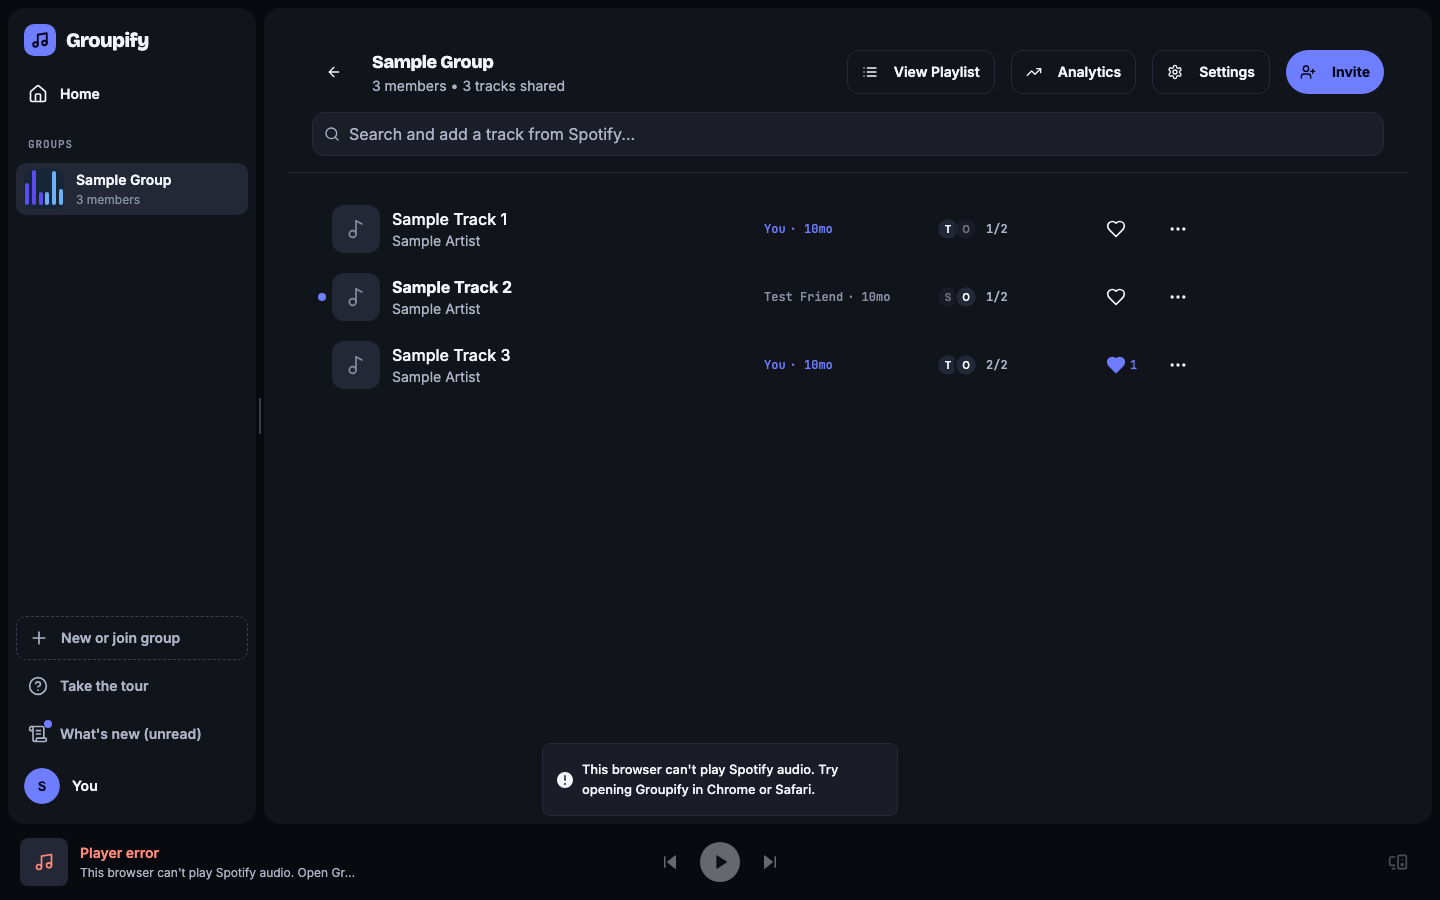 Groupify
Home
GROUPS
Sample Group
3 members
New or join group
Take the tour
What's new (unread)
S
You
Sample Group
3 members • 3 tracks shared
View Playlist
Analytics
Settings
Invite
Search and add a track from Spotify...
Sample Track 1
Sample Artist
You · 10mo
T O 1/2
Sample Track 2
Sample Artist
Test Friend · 10mo
S O 1/2
Sample Track 3
Sample Artist
You · 10mo
T O 2/2
1
This browser can't play Spotify audio. Try
opening Groupify in Chrome or Safari.
Player error
This browser can't play Spotify audio. Open Gr...